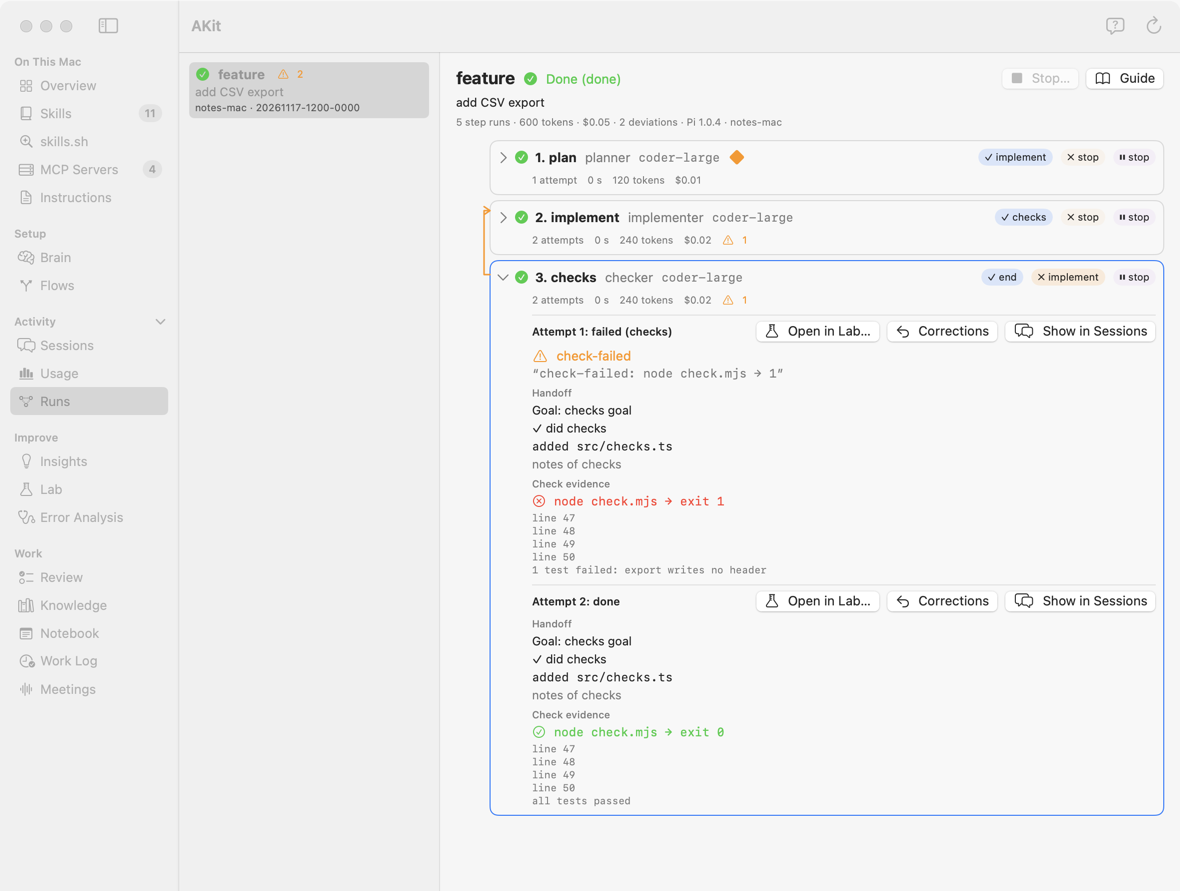 AKit
On This Mac
Overview
Skills 11
skills.sh
MCP Servers 4
Instructions
Setup
Brain
Flows
Activity
Sessions
Usage
Runs
Improve
Insights
Lab
Error Analysis
Work
Review
Knowledge
Notebook
Work Log
Meetings
feature 2
add CSV export
notes-mac · 20261117-1200-0000
feature Done (done) Stop... Guide
add CSV export
5 step runs · 600 tokens · $0.05 · 2 deviations · Pi 1.0.4 · notes-mac
1. plan planner coder-large ✓ implement ✕ stop ⏸ stop
1 attempt 0 s 120 tokens $0.01
2. implement implementer coder-large ✓ checks ✕ stop ⏸ stop
2 attempts 0 s 240 tokens $0.02 1
3. checks checker coder-large ✓ end ✕ implement ⏸ stop
2 attempts 0 s 240 tokens $0.02 1
Attempt 1: failed (checks) Open in Lab... Corrections Show in Sessions
check-failed
“check-failed: node check.mjs → 1”
Handoff
Goal: checks goal
✓ did checks
added src/checks.ts
notes of checks
Check evidence
node check.mjs → exit 1
line 47
line 48
line 49
line 50
1 test failed: export writes no header
Attempt 2: done Open in Lab... Corrections Show in Sessions
Handoff
Goal: checks goal
✓ did checks
added src/checks.ts
notes of checks
Check evidence
node check.mjs → exit 0
line 47
line 48
line 49
line 50
all tests passed